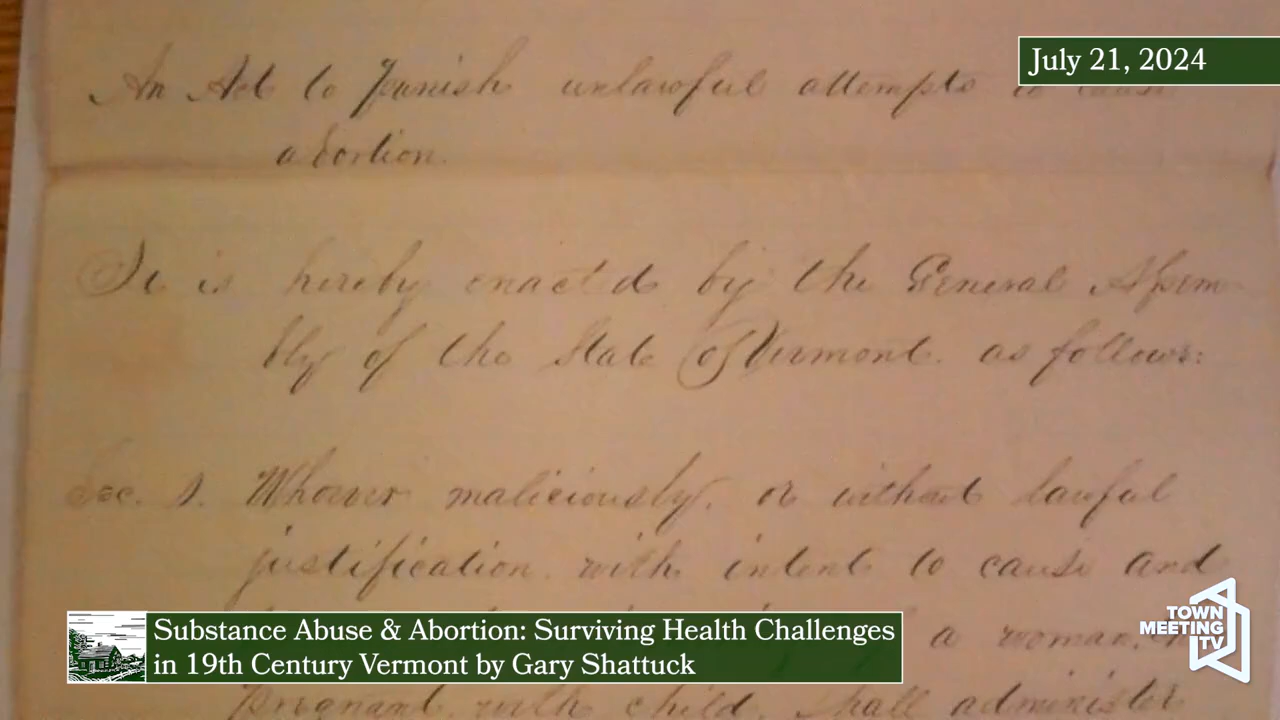 July 21, 2024
An Act to Punish unlawful attempts to cause
abortion.
It is hereby enacted by the General Assem-
bly of the State of Vermont. as follows:
Sec. 1. Whoever maliciously, or without lawful
justification with intent to cause and
a woman,
pregnant with child, shall administer
Substance Abuse & Abortion: Surviving Health Challenges
in 19th Century Vermont by Gary Shattuck
TOWN
MEETING
TV